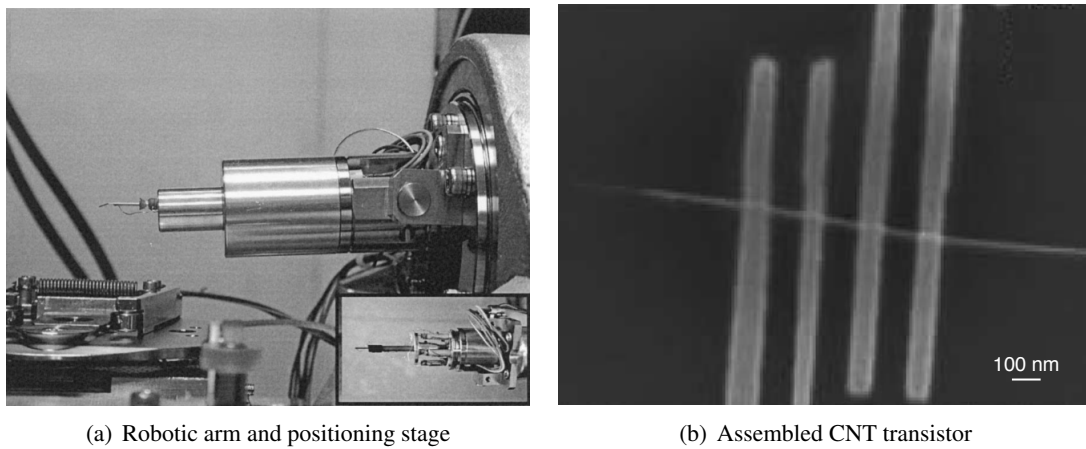 100 nm
(a) Robotic arm and positioning stage
(b) Assembled CNT transistor